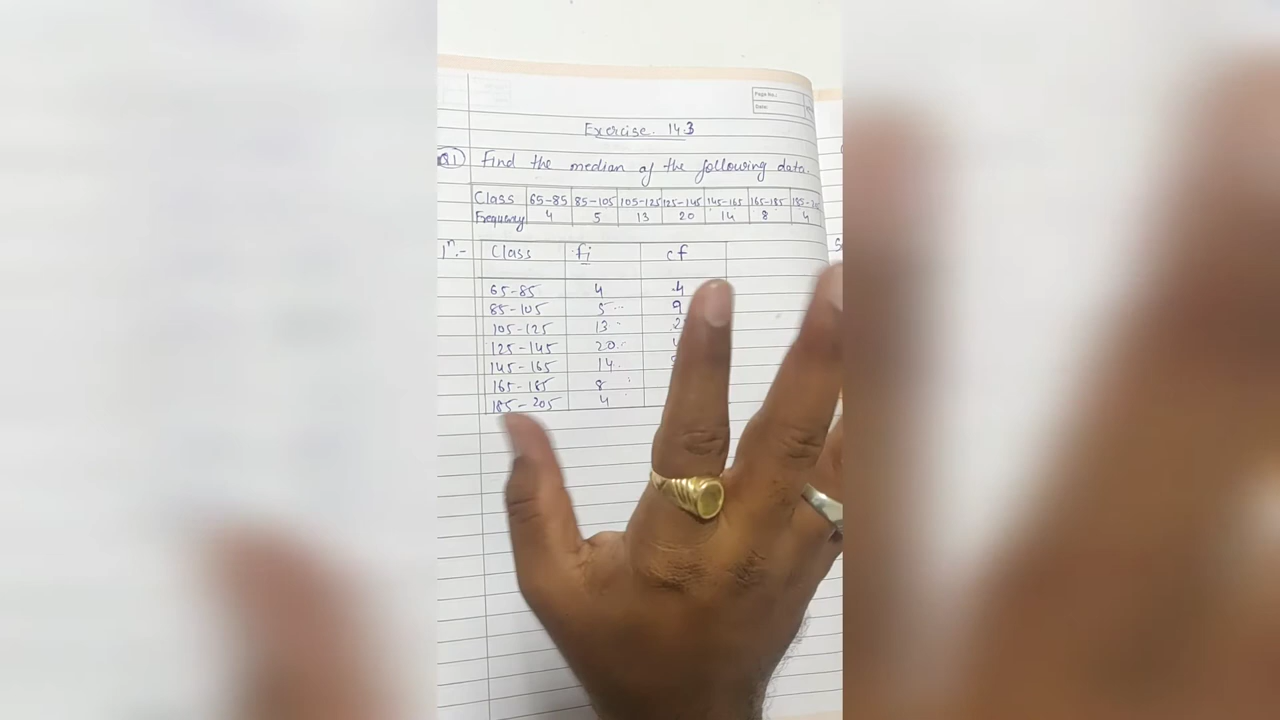 Page No.:
Date:
Exercise. 14.3
Q1 Find the median of the following data.
Class 65-85 85-105 105-125 125-145 145-165 165-185
Frequency 4 5 13 20 14 8 4
Class fi cf
65-85 4 4
85-105 5 9
105-125 13
125-145 20
145-165 14
165-185 8
185-205 4